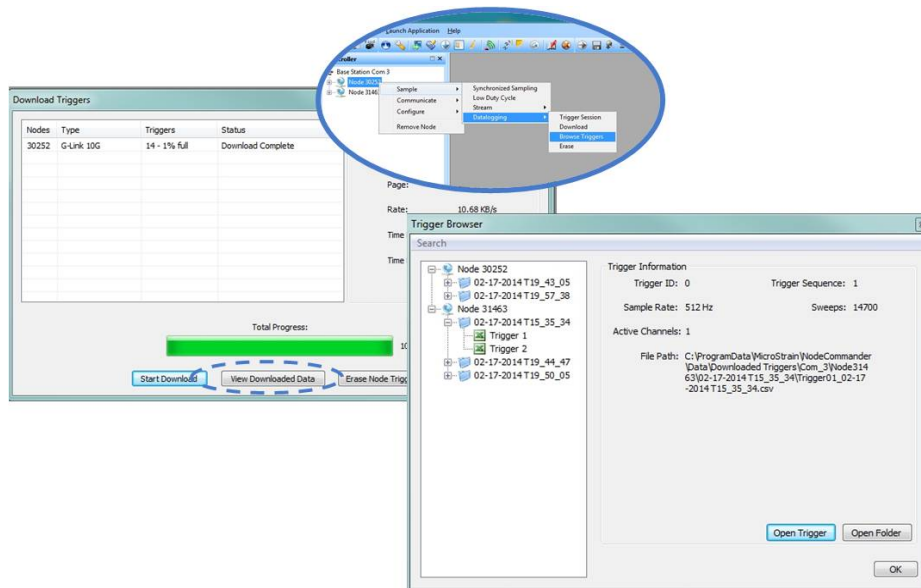 Launch Application Help
Base Station Com 3
Node 30252
Node 3146
Sample
Communicate
Configure
Remove Node
Synchronized Sampling
Low Duty Cycle
Stream
Datalogging
Trigger Session
Download
Browse Triggers
Erase
Download Triggers
Nodes Type Triggers Status
30252 G-Link 10G 14 - 1% full Download Complete
Page:
Rate: 10.68 KB/s
Time
Time
Total Progress:
10
Start Download View Downloaded Data Erase Node Trigg
Trigger Browser
Search
Node 30252
02-17-2014 T19_43_05
02-17-2014 T19_57_38
Node 31463
02-17-2014 T15_35_34
Trigger 1
Trigger 2
02-17-2014 T19_44_47
02-17-2014 T19_50_05
Trigger Information
Trigger ID: 0 Trigger Sequence: 1
Sample Rate: 512 Hz Sweeps: 14700
Active Channels: 1
File Path: C:\ProgramData\MicroStrain\NodeCommander
\Data\Downloaded Triggers\Com_3\Node314
63\02-17-2014 T15_35_34\Trigger01_02-17
-2014 T15_35_34.csv
Open Trigger Open Folder
OK